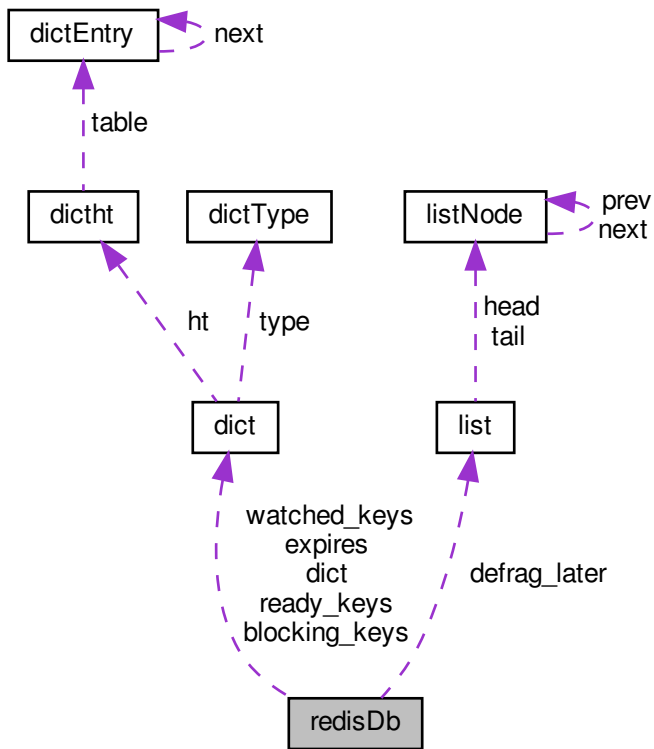 dictEntry
next
table
dictht
dictType
listNode
prev
next
ht
type
head
tail
dict
list
watched_keys
expires
dict
ready_keys
blocking_keys
defrag_later
redisDb